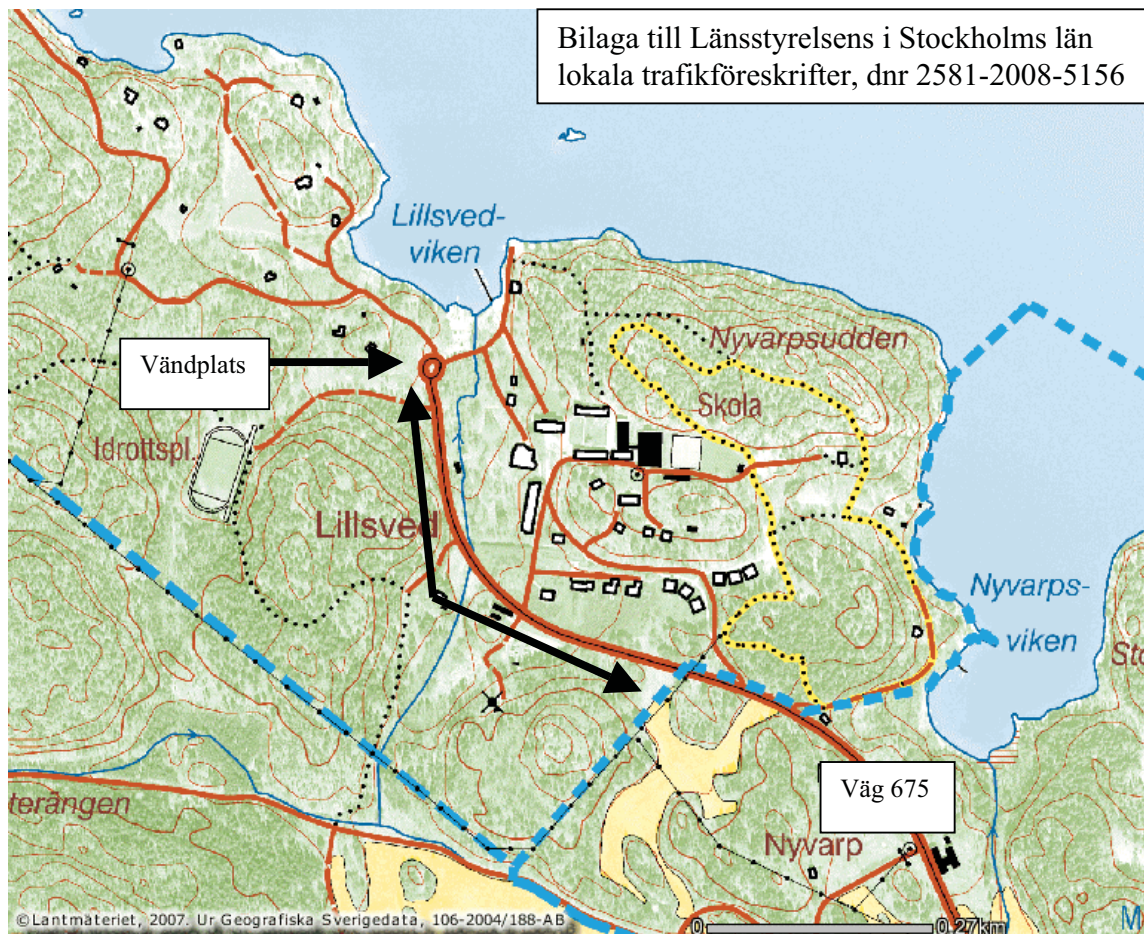 Bilaga till Länsstyrelsens i Stockholms län
lokala trafikföreskrifter, dnr 2581-2008-5156
Lillsved-
viken
Nyvarpsudden
Vändplats
Skola
Idrottspl.
Lillsved
Nyvarps-
viken
Sto
Väg 675
terängen
Nyvarp
©Lantmäteriet, 2007. Ur Geografiska Sverigedata, 106-2004/188-AB
0
0.27km
M